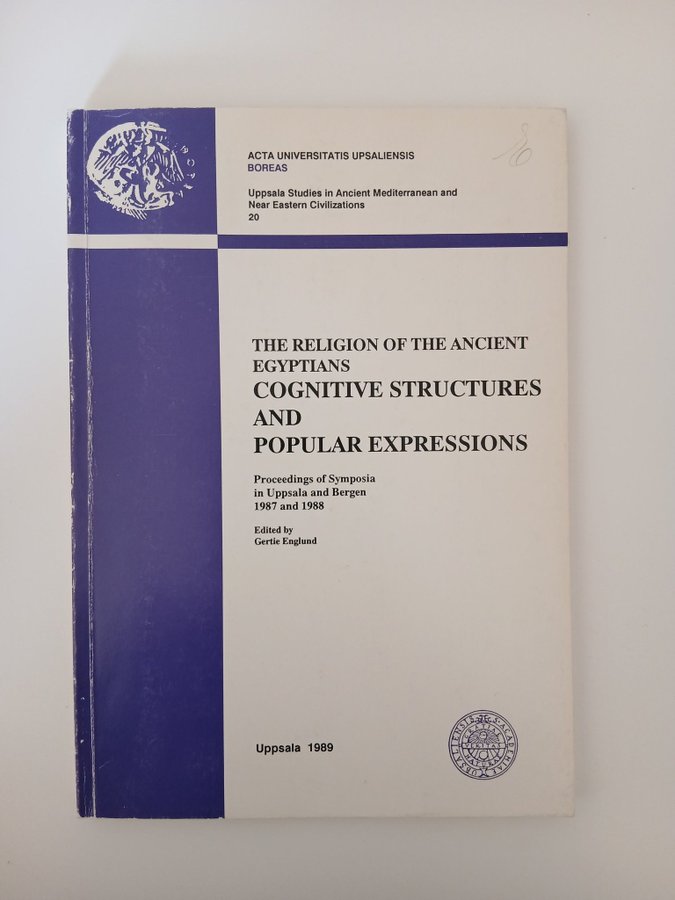 ACTA UNIVERSITATIS UPSALIENSIS
BOREAS
Uppsala Studies in Ancient Mediterranean and
Near Eastern Civilizations
20
THE RELIGION OF THE ANCIENT
EGYPTIANS
COGNITIVE STRUCTURES
AND
POPULAR EXPRESSIONS
Proceedings of Symposia
in Uppsala and Bergen
1987 and 1988
Edited by
Gertie Englund
Uppsala 1989